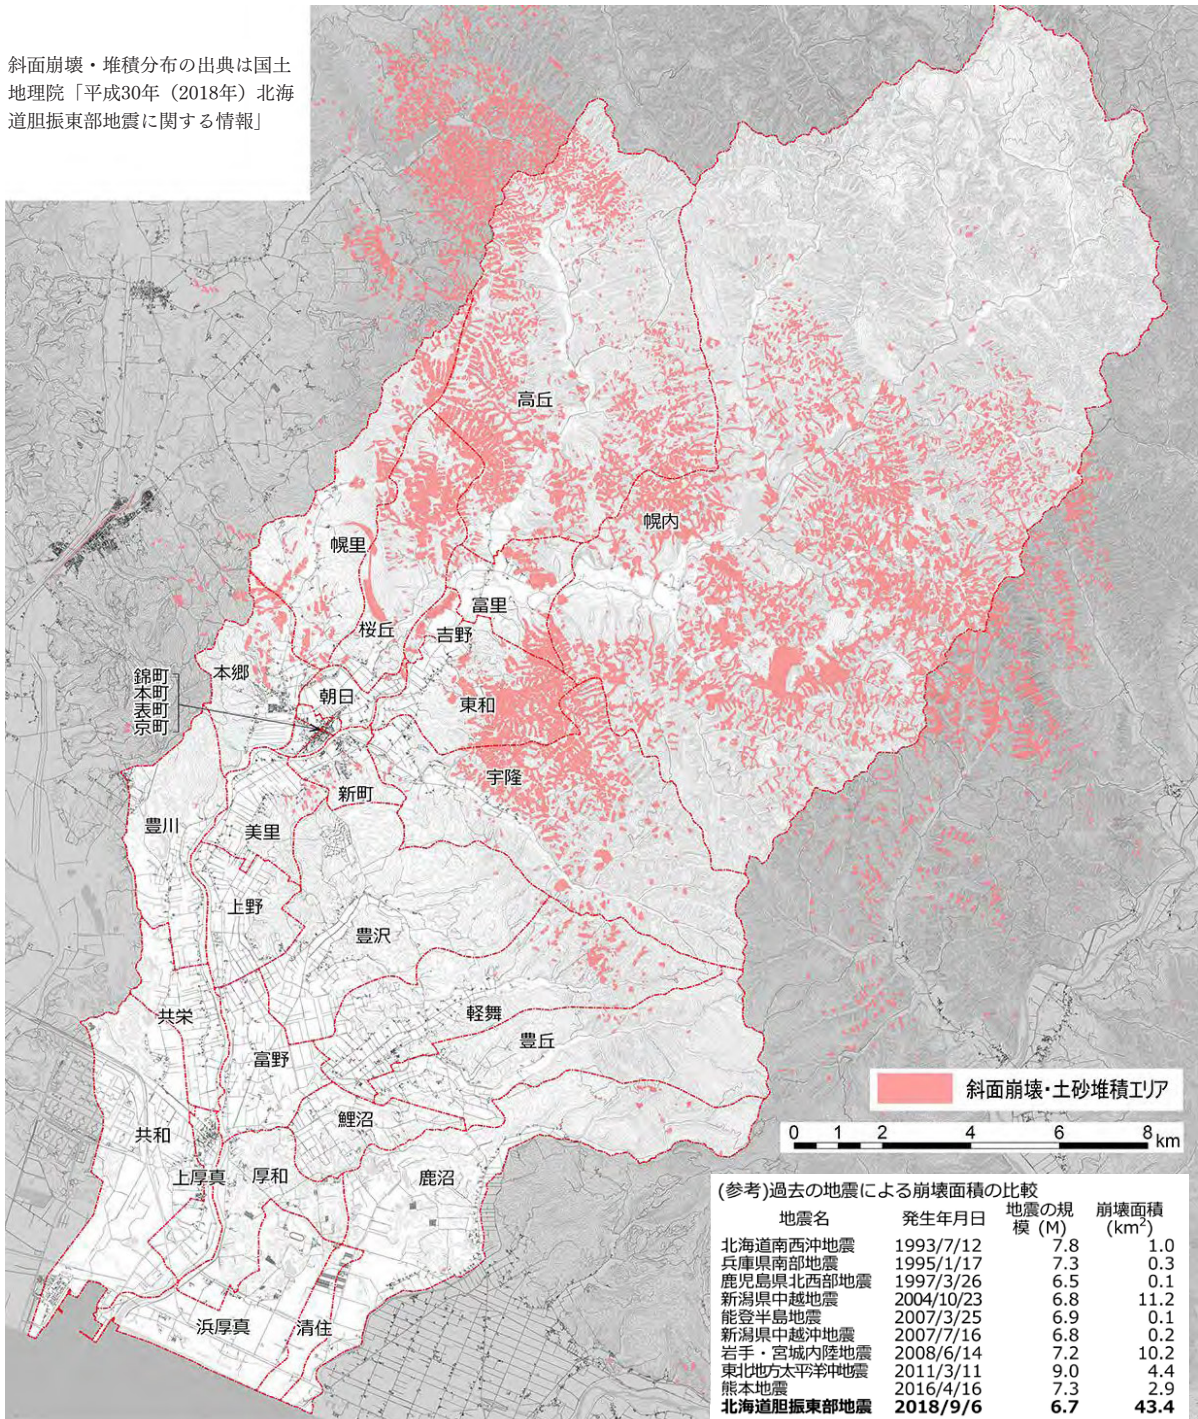 斜面崩壊・堆積分布の出典は国土
地理院「平成30年（2018年）北海
道胆振東部地震に関する情報」
高丘
幌内
幌里
富里
桜丘
吉野
本郷
錦町
本町
表町
京町
朝日
東和
宇隆
新町
豊川
美里
上野
豊沢
共栄
軽舞
豊丘
富野
鯉沼
共和
上厚真
厚和
鹿沼
浜厚真
清住
斜面崩壊・土砂堆積エリア
0 1 2 4 6 8 km
(参考)過去の地震による崩壊面積の比較
地震名 発生年月日 地震の規模 (M) 崩壊面積 (km²)
北海道南西沖地震 1993/7/12 7.8 1.0
兵庫県南部地震 1995/1/17 7.3 0.3
鹿児島県北西部地震 1997/3/26 6.5 0.1
新潟県中越地震 2004/10/23 6.8 11.2
能登半島地震 2007/3/25 6.9 0.1
新潟県中越沖地震 2007/7/16 6.8 0.2
岩手・宮城内陸地震 2008/6/14 7.2 10.2
東北地方太平洋沖地震 2011/3/11 9.0 4.4
熊本地震 2016/4/16 7.3 2.9
北海道胆振東部地震 2018/9/6 6.7 43.4